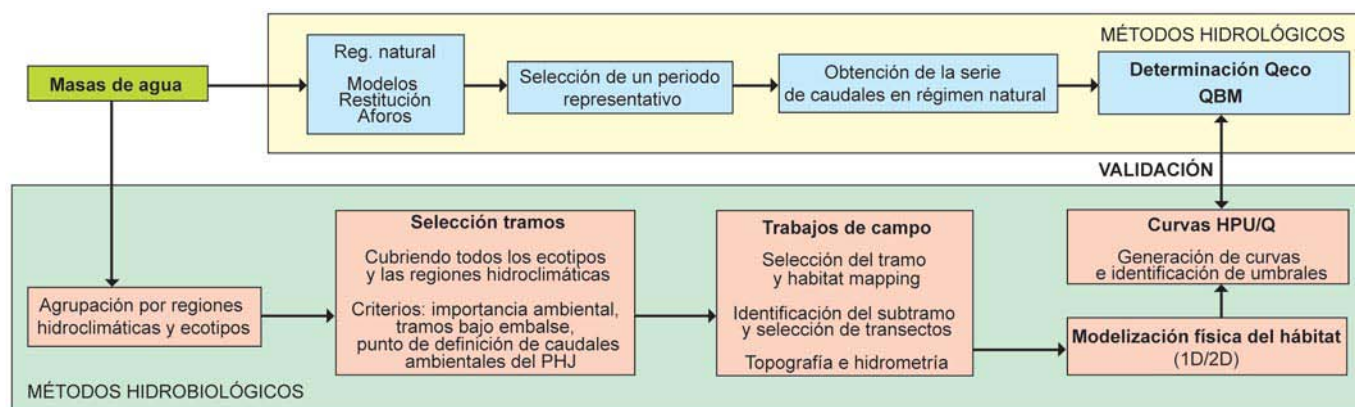 MÉTODOS HIDROLÓGICOS
Masas de agua
Reg. natural
Modelos
Restitución
Aforos
Selección de un periodo
representativo
Obtención de la serie
de caudales en régimen natural
Determinación Qeco
QBM
VALIDACIÓN
Agrupación por regiones
hidroclimáticas y ecotipos
Selección tramos
Cubriendo todos los ecotipos
y las regiones hidroclimáticas
Criterios: importancia ambiental,
tramos bajo embalse,
punto de definición de caudales
ambientales del PHJ
Trabajos de campo
Selección del tramo
y habitat mapping
Identificación del subtramo
y selección de transectos
Topografía e hidrometría
Curvas HPU/Q
Generación de curvas
e identificación de umbrales
Modelización física del hábitat
(1D/2D)
MÉTODOS HIDROBIOLÓGICOS